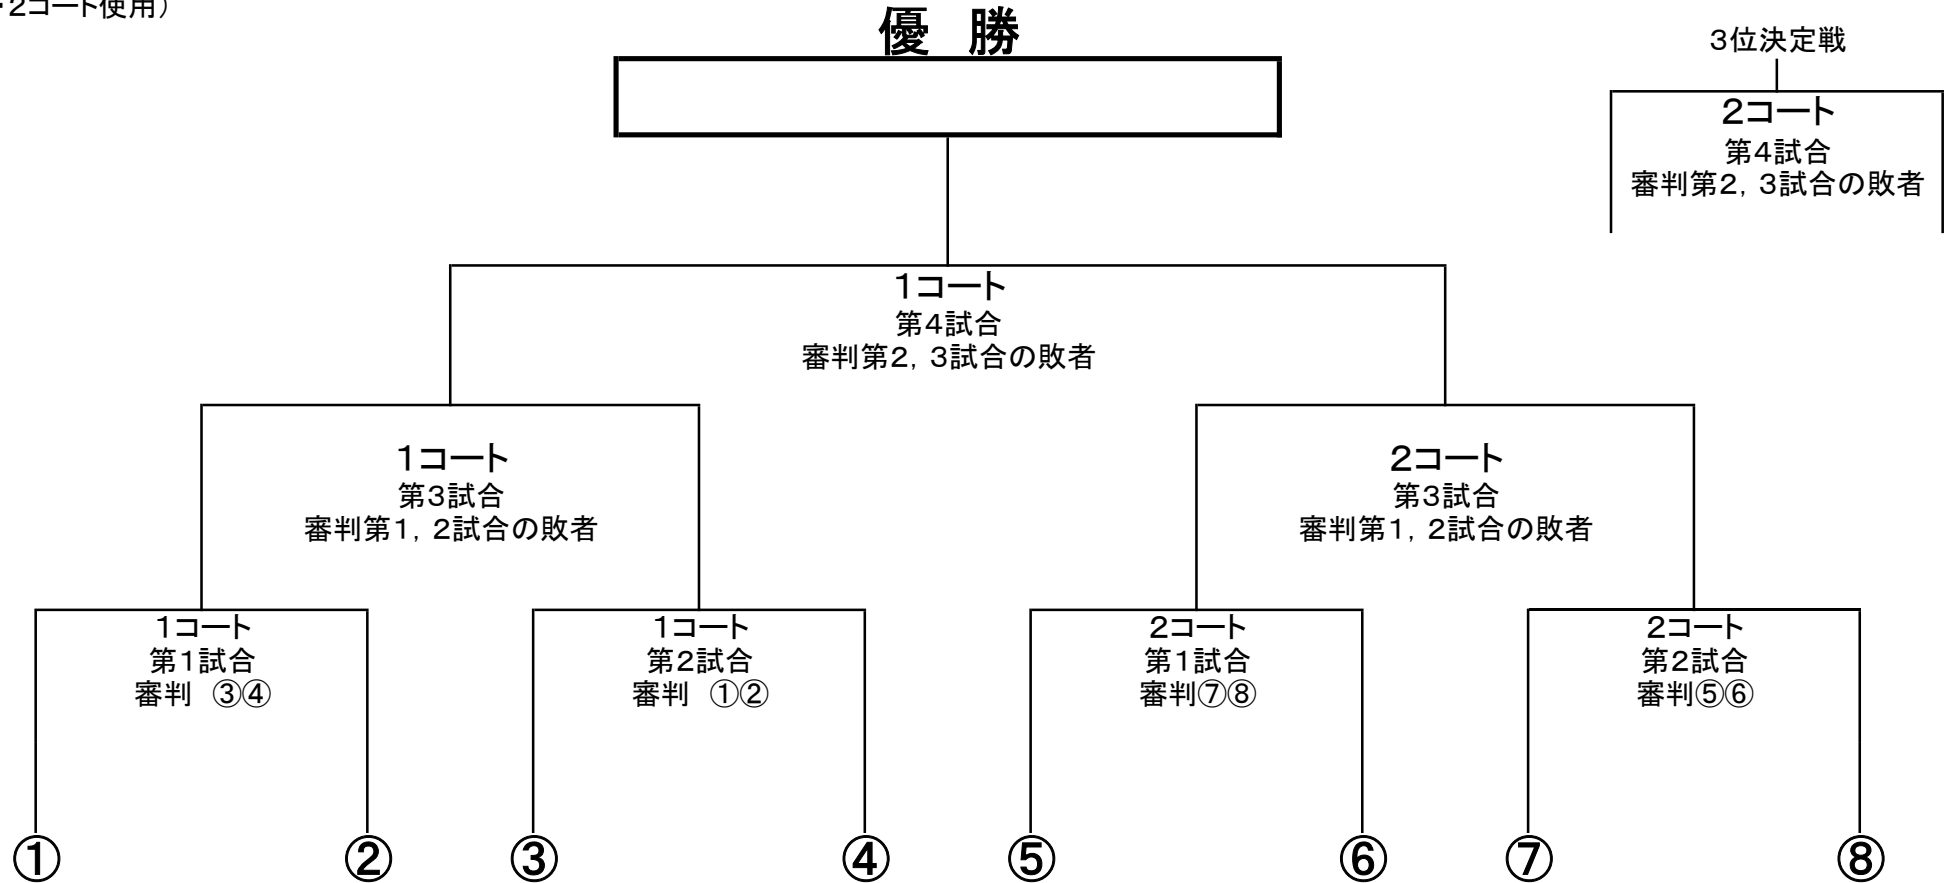 ・2コート使用）
優　勝
3位決定戦
2コート
第4試合
審判第2，3試合の敗者
1コート
第4試合
審判第2，3試合の敗者
1コート
第3試合
審判第1，2試合の敗者
2コート
第3試合
審判第1，2試合の敗者
1コート
第1試合
審判　③④
1コート
第2試合
審判　①②
2コート
第1試合
審判⑦⑧
2コート
第2試合
審判⑤⑥
① ② ③ ④ ⑤ ⑥ ⑦ ⑧